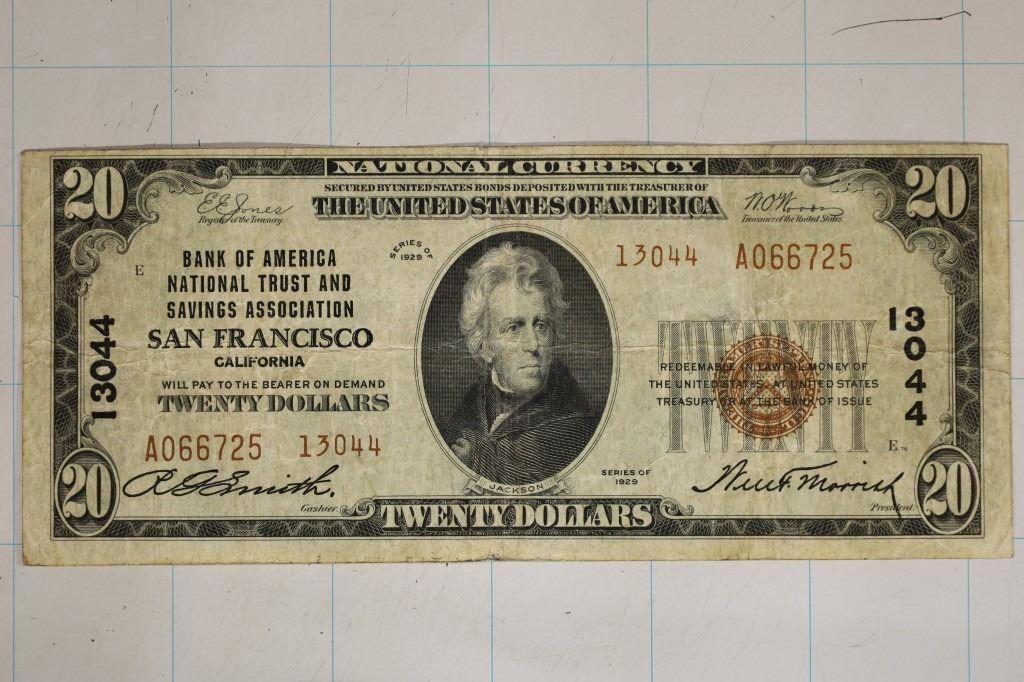 NATIONAL CURRENCY
SECURED BY UNITED STATES BONDS DEPOSITED WITH THE TREASURER OF
THE UNITED STATES OF AMERICA
20
20
E E Jones
Register of the Treasury.
W.O. Woods
Treasurer of the United States.
SERIES OF
1929
13044 A066725
E
BANK OF AMERICA
NATIONAL TRUST AND
SAVINGS ASSOCIATION
SAN FRANCISCO
CALIFORNIA
WILL PAY TO THE BEARER ON DEMAND
TWENTY DOLLARS
13044
13044
TWENTY
REDEEMABLE IN LAWFUL MONEY OF
THE UNITED STATES AT UNITED STATES
TREASURY OR AT THE BANK OF ISSUE
A066725 13044
E
SERIES OF
1929
JACKSON
R G Smith.
Cashier.
President.
20
TWENTY DOLLARS
20